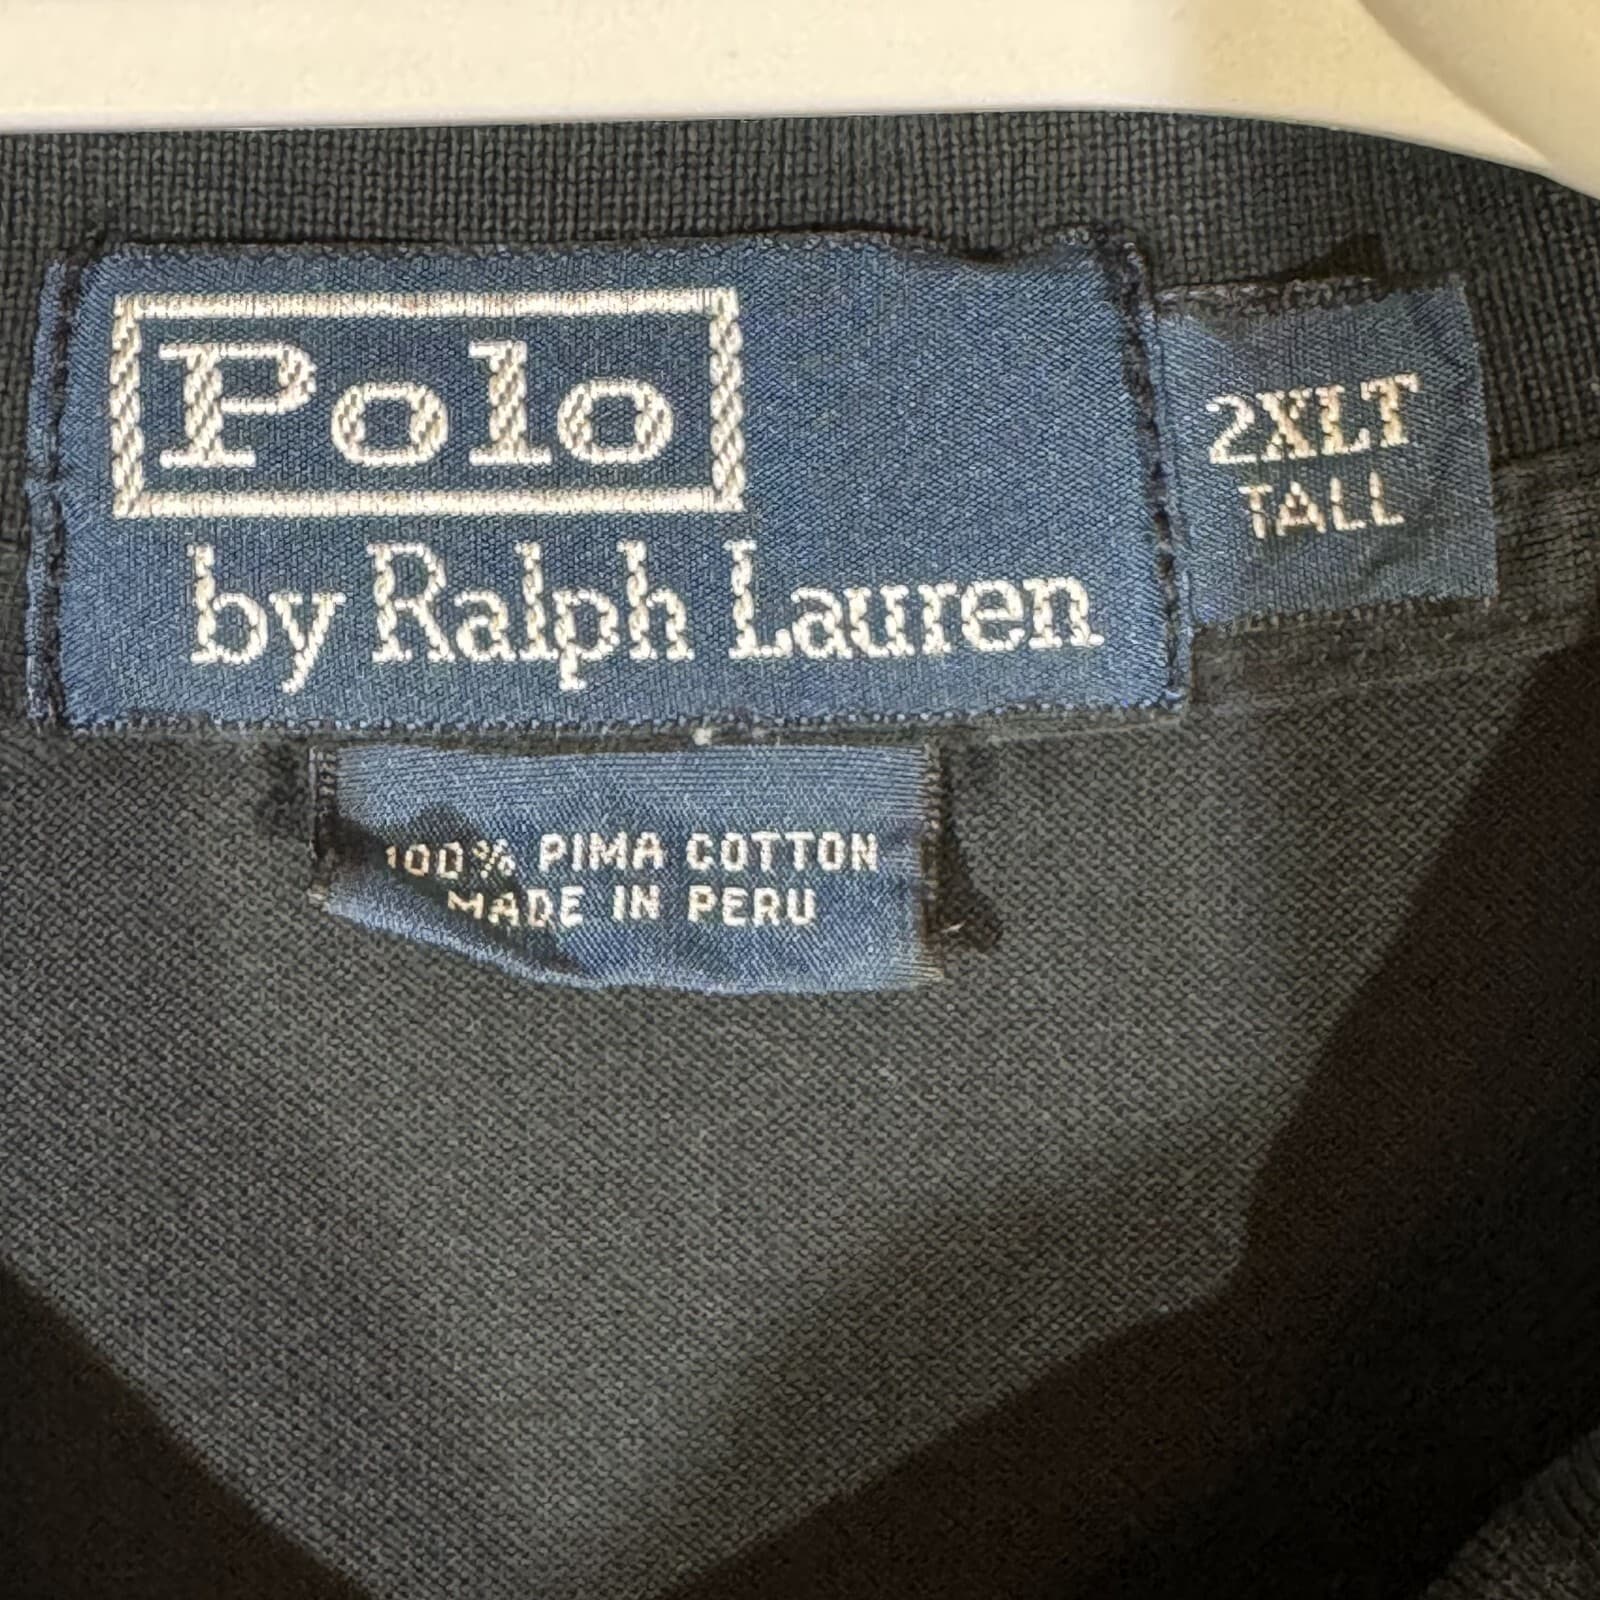 Polo
by Ralph Lauren
2XLT
TALL
100% PIMA COTTON
MADE IN PERU